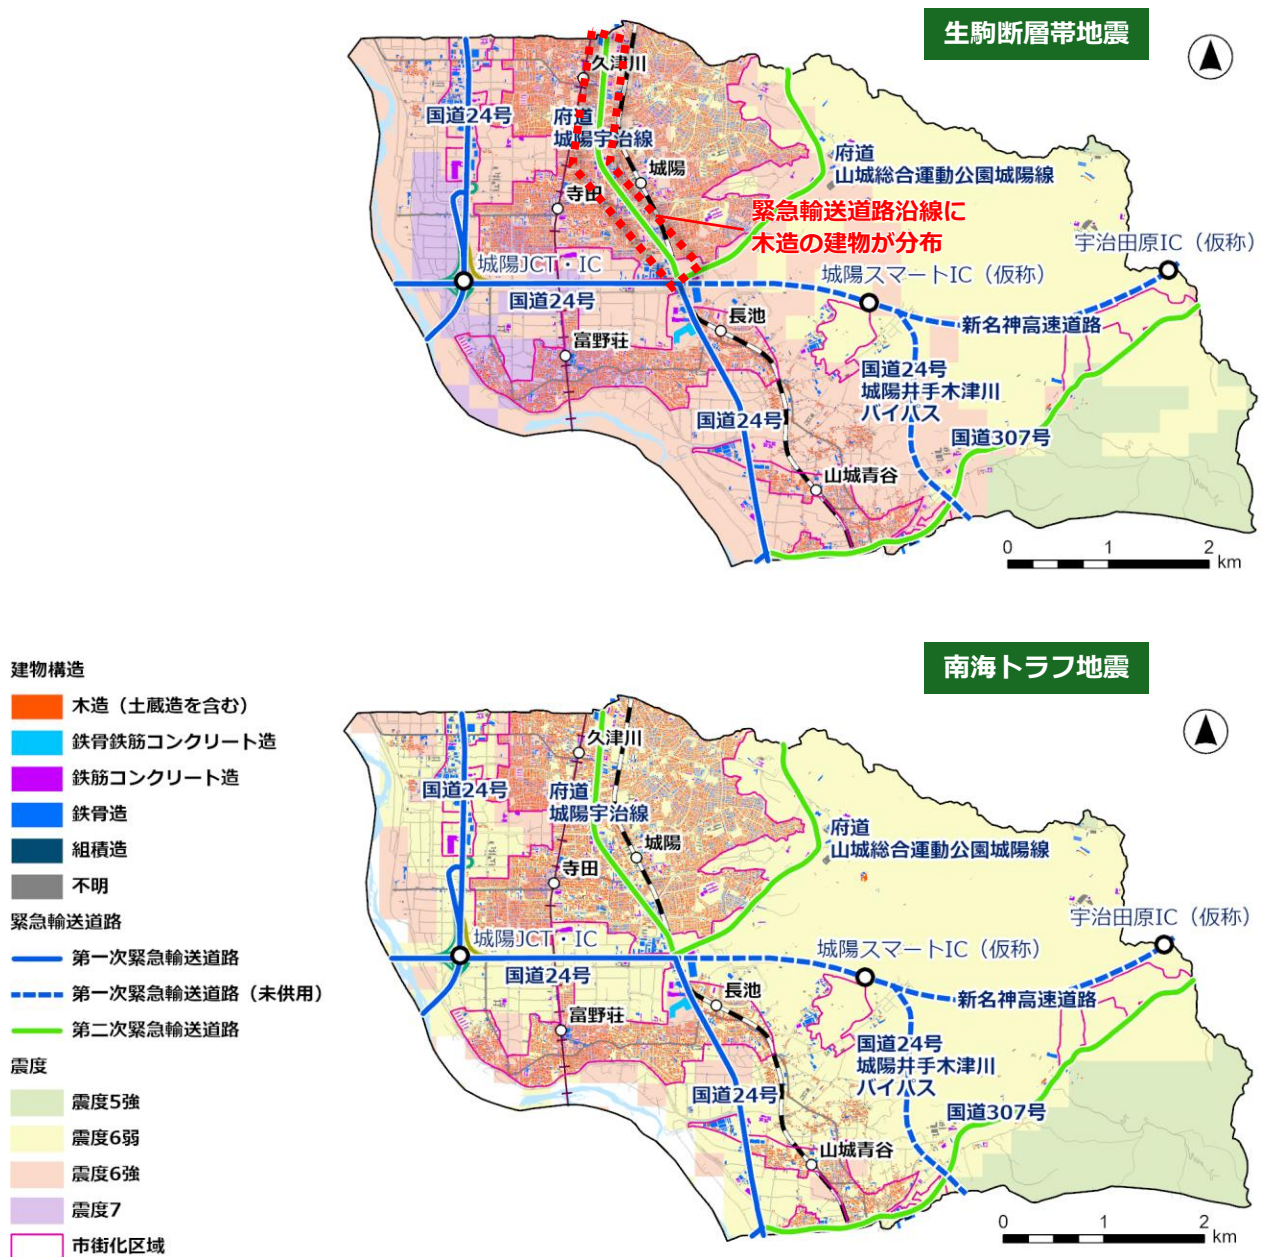 生駒断層帯地震
久津川
国道24号
府道
城陽宇治線
城陽
府道
山城総合運動公園城陽線
寺田
緊急輸送道路沿線に
木造の建物が分布
宇治田原IC（仮称）
城陽JCT・IC
城陽スマートIC（仮称）
国道24号
長池
新名神高速道路
富野荘
国道24号
城陽井手木津川
バイパス
国道24号
国道307号
山城青谷
0 1 2
km
南海トラフ地震
建物構造
木造（土蔵造を含む）
鉄骨鉄筋コンクリート造
鉄筋コンクリート造
鉄骨造
組積造
不明
緊急輸送道路
第一次緊急輸送道路
第一次緊急輸送道路（未供用）
第二次緊急輸送道路
震度
震度5強
震度6弱
震度6強
震度7
市街化区域
久津川
国道24号
府道
城陽宇治線
城陽
府道
山城総合運動公園城陽線
寺田
宇治田原IC（仮称）
城陽JCT・IC
城陽スマートIC（仮称）
国道24号
長池
新名神高速道路
富野荘
国道24号
城陽井手木津川
バイパス
国道24号
国道307号
山城青谷
0 1 2
km